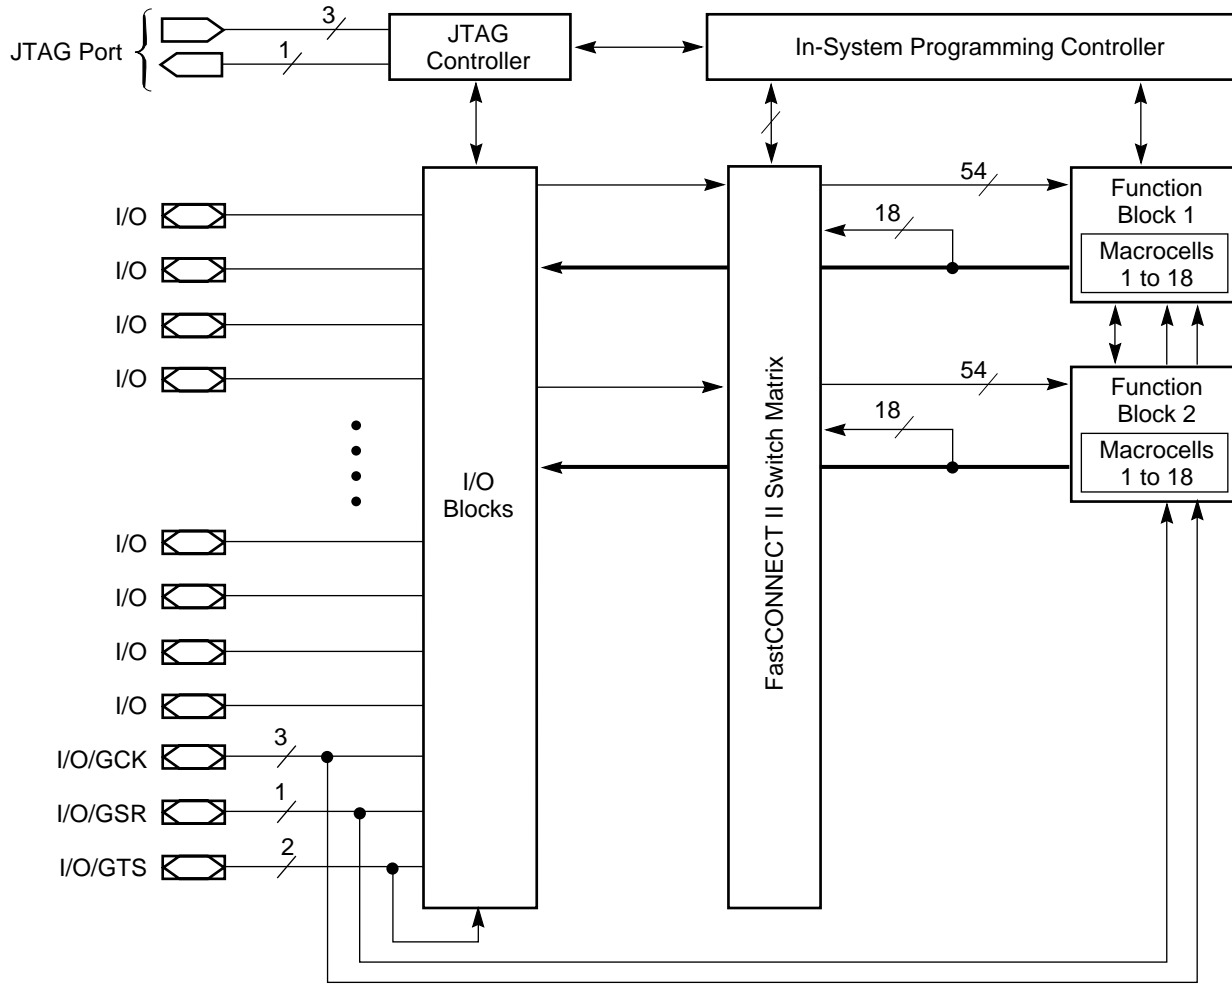 JTAG Port
3
1
JTAG
Controller
In-System Programming Controller
I/O
I/O
I/O
I/O
I/O
I/O
I/O
I/O
I/O/GCK
3
I/O/GSR
1
I/O/GTS
2
I/O
Blocks
FastCONNECT II Switch Matrix
54
18
Function
Block 1
Macrocells
1 to 18
54
18
Function
Block 2
Macrocells
1 to 18